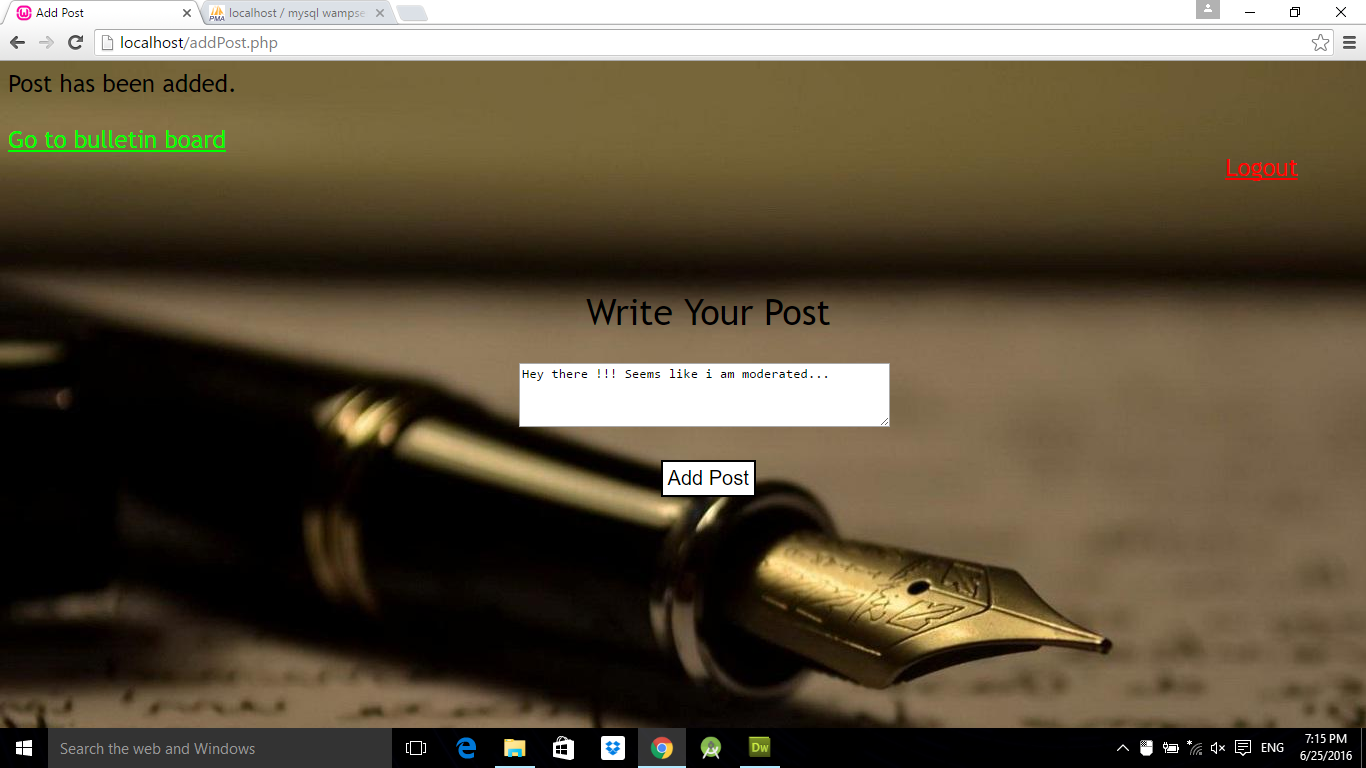 Add Post
localhost / mysql wampse
localhost/addPost.php
Post has been added.
Go to bulletin board
Logout
Write Your Post
Hey there !!! Seems like i am moderated...
Add Post
Search the web and Windows
Dw
ENG
7:15 PM
6/25/2016